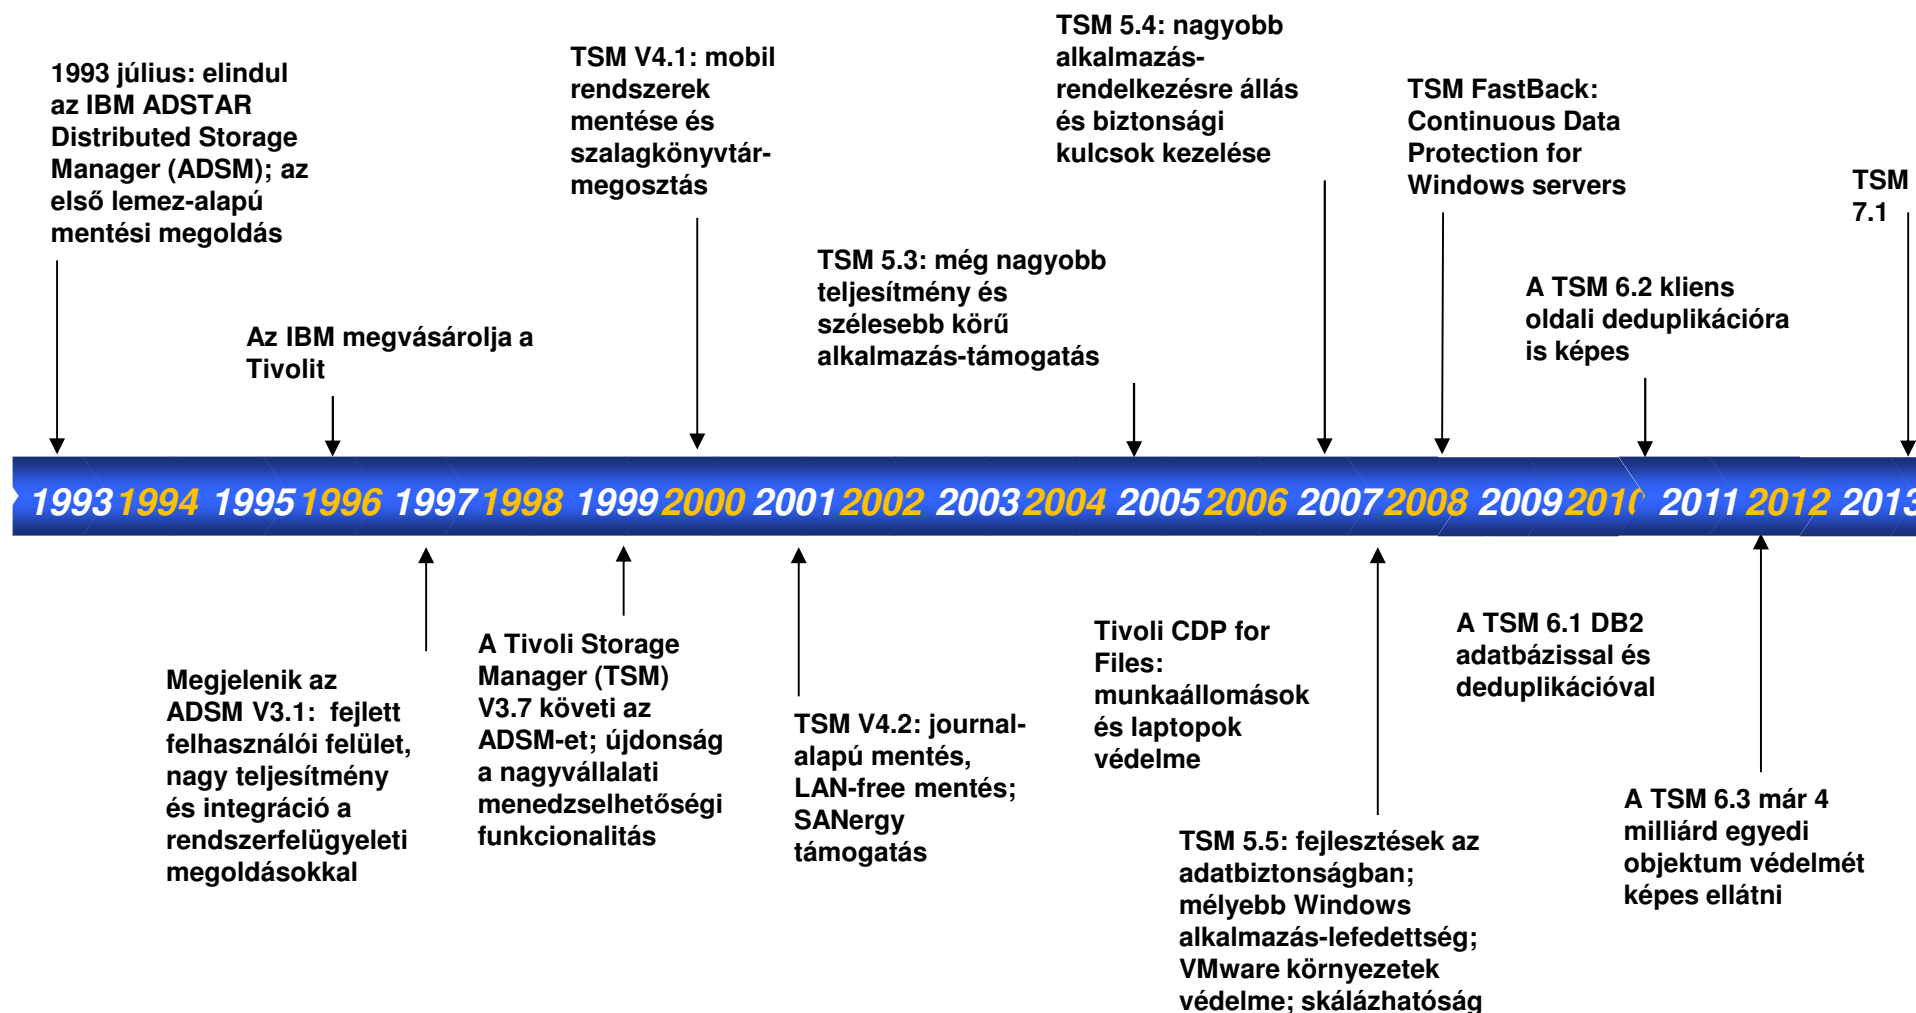 1993 július: elindul
az IBM ADSTAR
Distributed Storage
Manager (ADSM); az
első lemez-alapú
mentési megoldás
Az IBM megvásárolja a
Tivolit
TSM V4.1: mobil
rendszerek
mentése és
szalagkönyvtár-
megosztás
TSM 5.3: még nagyobb
teljesítmény és
szélesebb körű
alkalmazás-támogatás
TSM 5.4: nagyobb
alkalmazás-
rendelkezésre állás
és biztonsági
kulcsok kezelése
TSM FastBack:
Continuous Data
Protection for
Windows servers
A TSM 6.2 kliens
oldali deduplikációra
is képes
TSM
7.1
1993 1994 1995 1996 1997 1998 1999 2000 2001 2002 2003 2004 2005 2006 2007 2008 2009 2010 2011 2012 2013
Megjelenik az
ADSM V3.1:  fejlett
felhasználói felület,
nagy teljesítmény
és integráció a
rendszerfelügyeleti
megoldásokkal
A Tivoli Storage
Manager (TSM)
V3.7 követi az
ADSM-et; újdonság
a nagyvállalati
menedzselhetőségi
funkcionalitás
TSM V4.2: journal-
alapú mentés,
LAN-free mentés;
SANergy
támogatás
Tivoli CDP for
Files:
munkaállomások
és laptopok
védelme
TSM 5.5: fejlesztések az
adatbiztonságban;
mélyebb Windows
alkalmazás-lefedettség;
VMware környezetek
védelme; skálázhatóság
A TSM 6.1 DB2
adatbázissal és
deduplikációval
A TSM 6.3 már 4
milliárd egyedi
objektum védelmét
képes ellátni